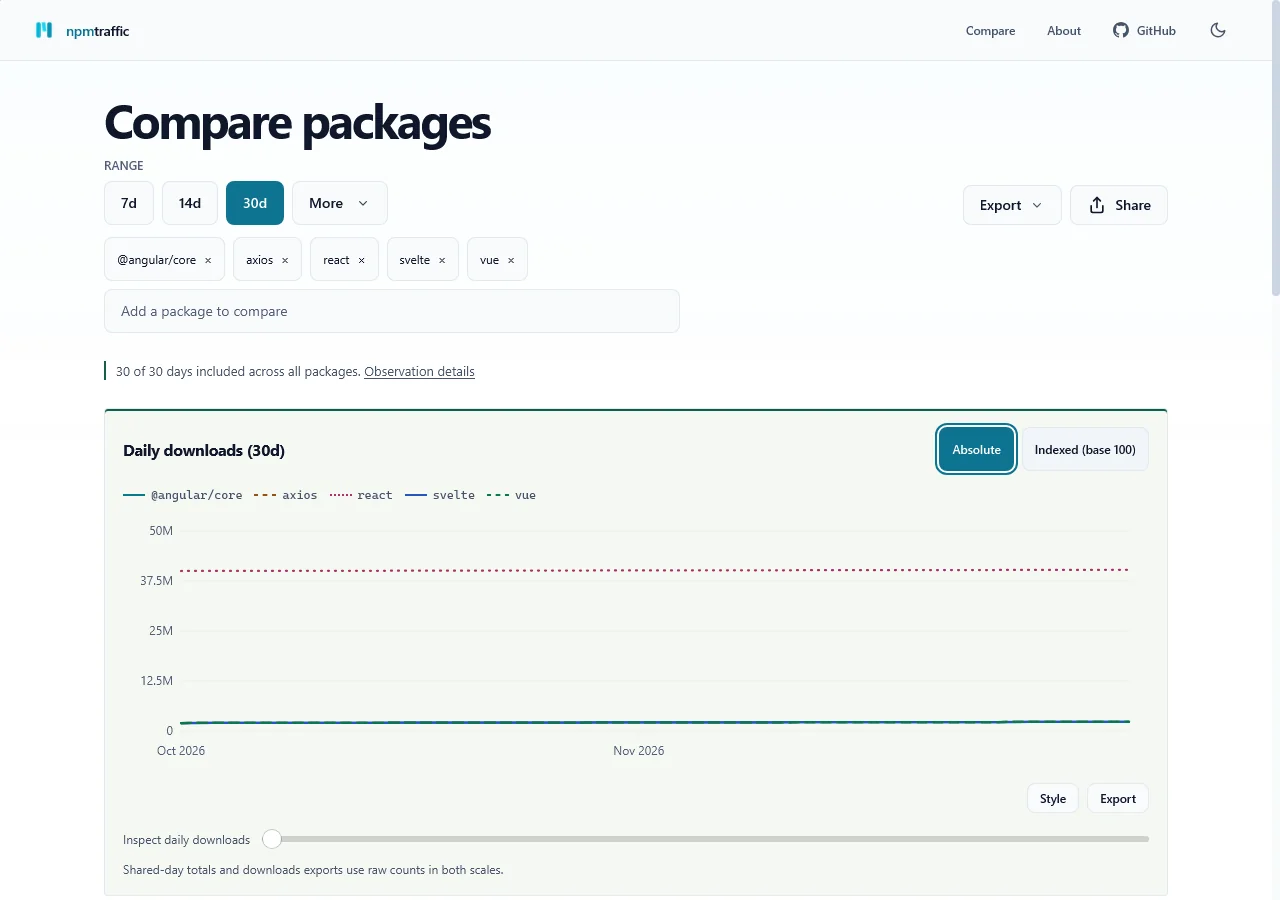 npmtraffic
Compare About GitHub
Compare packages
RANGE
7d 14d 30d More
Export Share
@angular/core × axios × react × svelte × vue ×
Add a package to compare
30 of 30 days included across all packages. Observation details
Daily downloads (30d)
Absolute Indexed (base 100)
@angular/core axios react svelte vue
50M
37.5M
25M
12.5M
0
Oct 2026 Nov 2026
Style Export
Inspect daily downloads
Shared-day totals and downloads exports use raw counts in both scales.